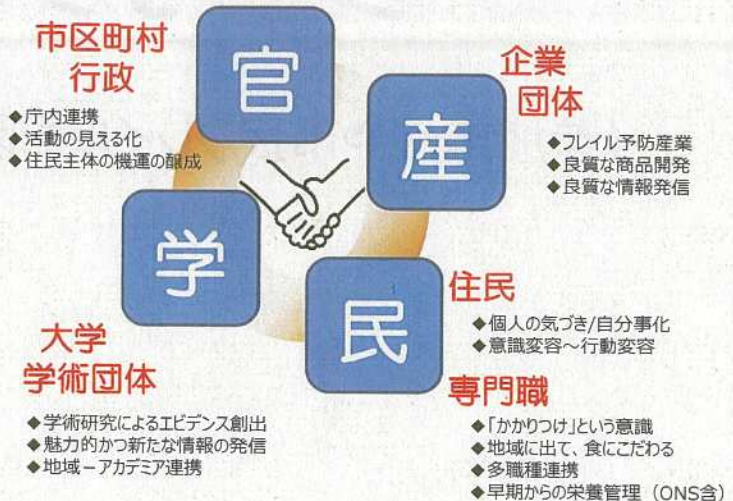 市区町村
行政
◆庁内連携
◆活動の見える化
◆住民主体の機運の醸成
官
産
企業
団体
◆フレイル予防産業
◆良質な商品開発
◆良質な情報発信
学
大学
学術団体
◆学術研究によるエビデンス創出
◆魅力的かつ新たな情報の発信
◆地域－アカデミア連携
民
住民
◆個人の気づき/自分事化
◆意識変容～行動変容
専門職
◆「かかりつけ」という意識
◆地域に出て、食にこだわる
◆多職種連携
◆早期からの栄養管理（ONS含）